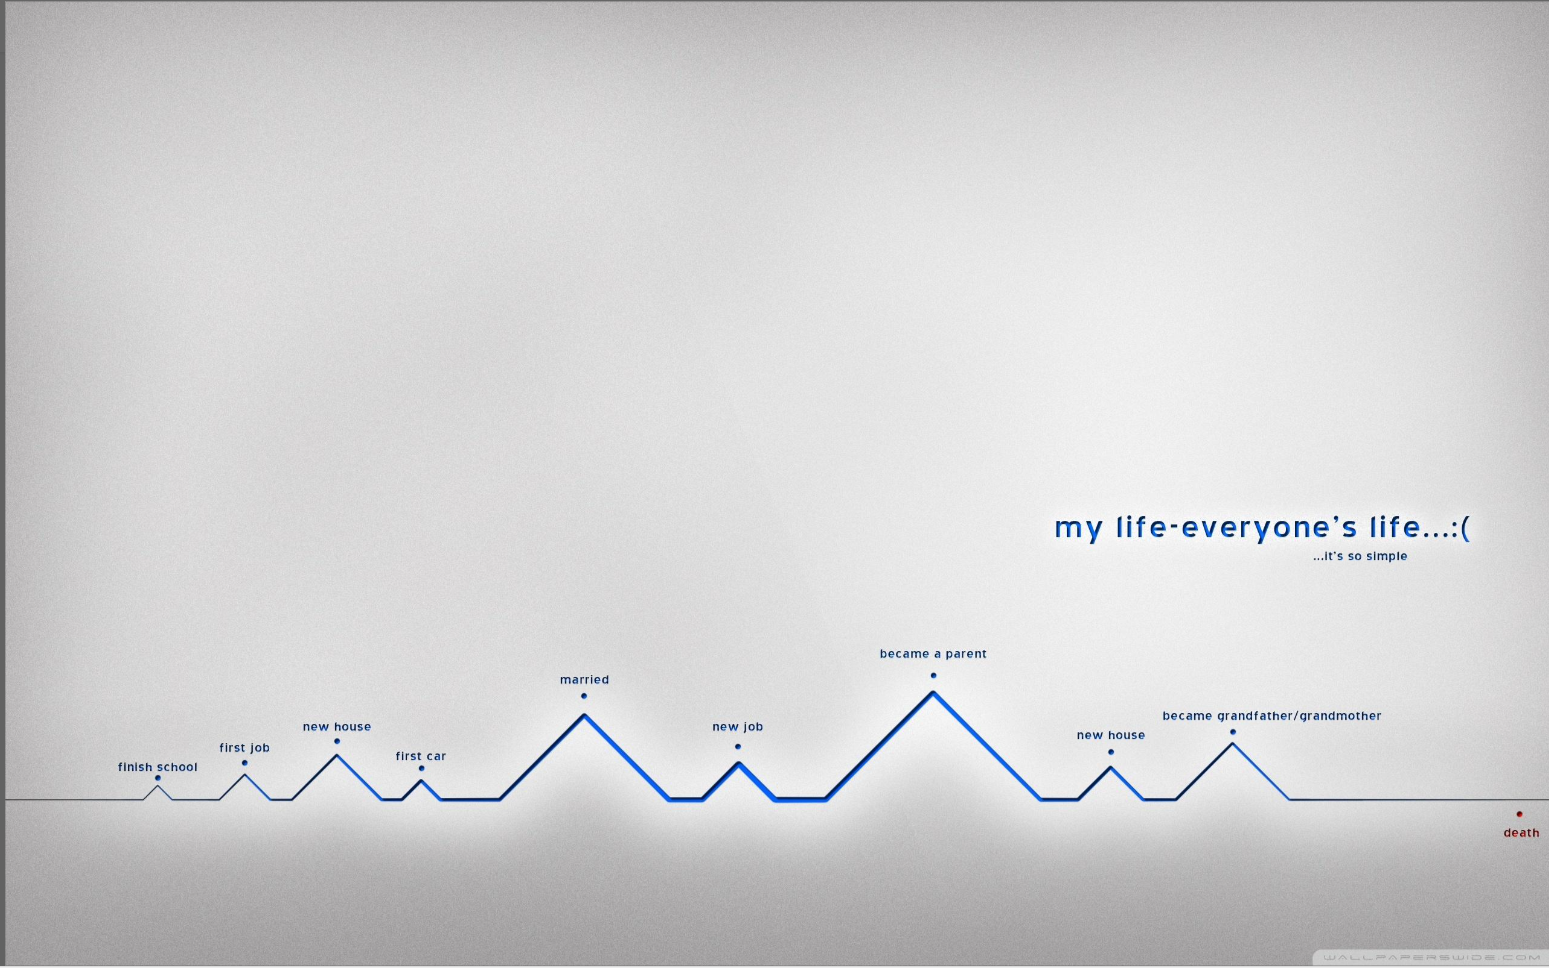 my life-everyone's life...:(
...it's so simple
finish school
first job
new house
first car
married
new job
became a parent
new house
became grandfather/grandmother
death
WALLPAPERSWIDE.COM